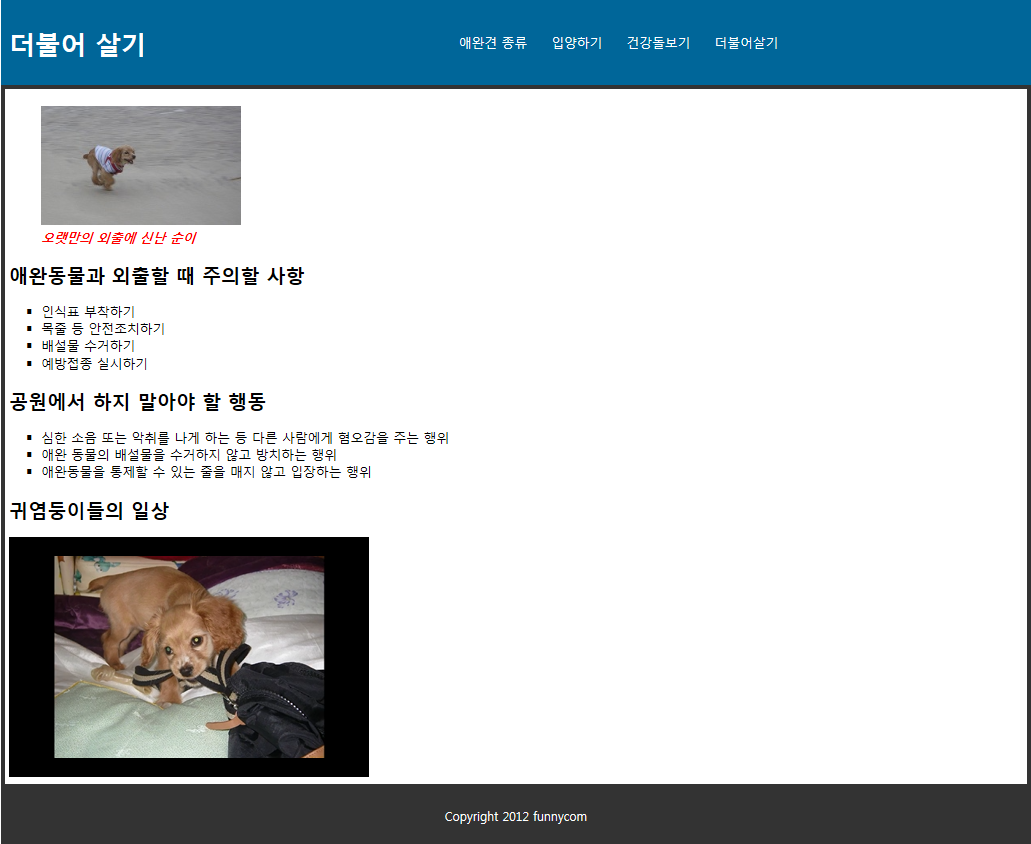 더불어 살기
애완견 종류 입양하기 건강돌보기 더불어살기
오랫만의 외출에 신난 순이
애완동물과 외출할 때 주의할 사항
인식표 부착하기
목줄 등 안전조치하기
배설물 수거하기
예방접종 실시하기
공원에서 하지 말아야 할 행동
심한 소음 또는 악취를 나게 하는 등 다른 사람에게 혐오감을 주는 행위
애완 동물의 배설물을 수거하지 않고 방치하는 행위
애완동물을 통제할 수 있는 줄을 매지 않고 입장하는 행위
귀염둥이들의 일상
Copyright 2012 funnycom